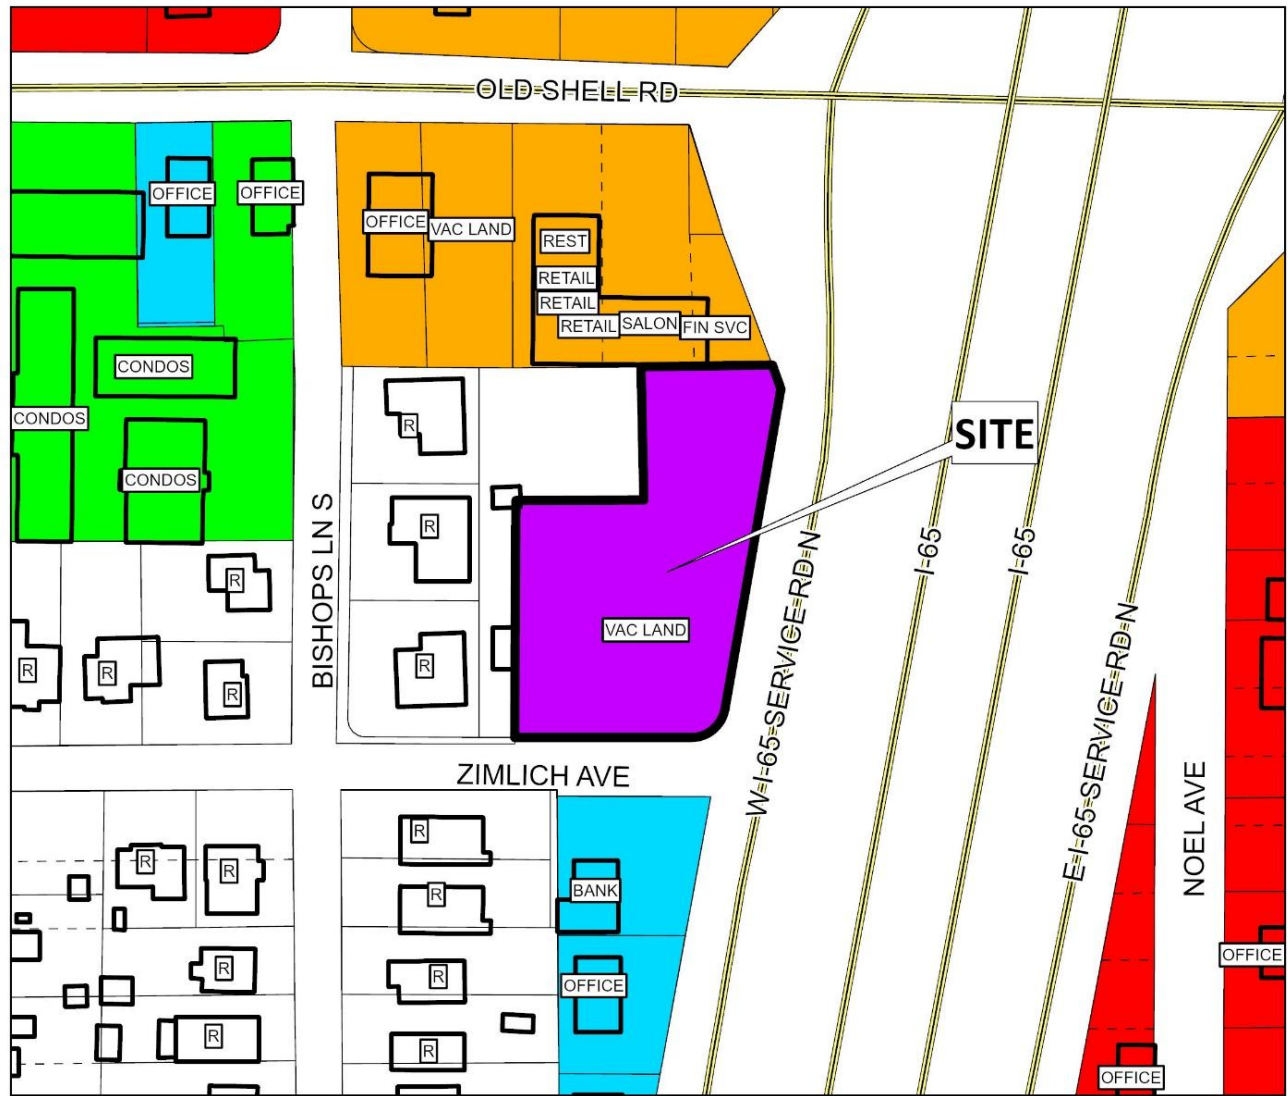 OLD SHELL RD
OFFICE
OFFICE
OFFICE
VAC LAND
REST
RETAIL
RETAIL
RETAIL
SALON
FIN SVC
CONDOS
CONDOS
CONDOS
R
SITE
R
BISHOPS LN S
I-65
I-65
R
VAC LAND
W-I-65-SERVICE RD N
E-I-65-SERVICE RD N
R
R
R
R
ZIMLICH AVE
NOEL AVE
R
R
R
R
BANK
OFFICE
R
R
OFFICE
R
R
OFFICE